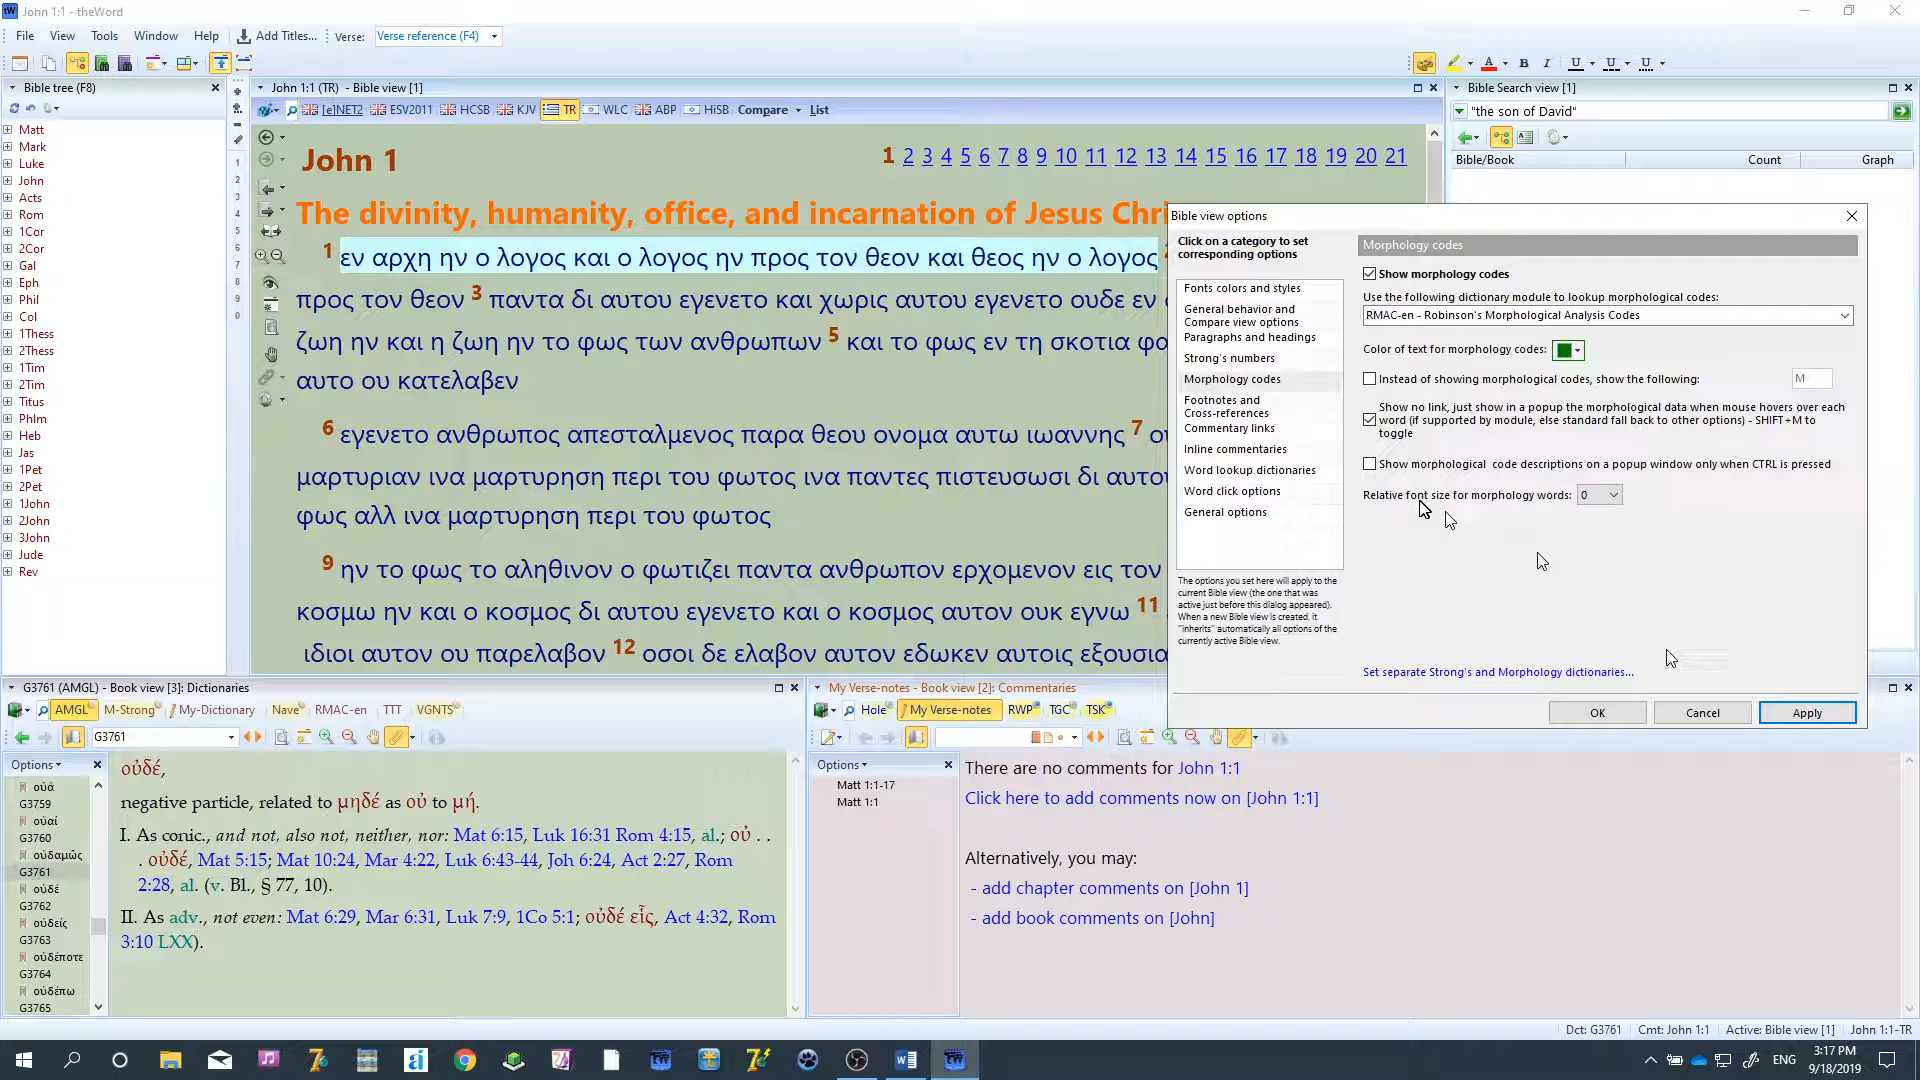 John 1:1 - theWord
File View Tools Window Help Add Titles... Verse: Verse reference (F4)
Bible tree (F8)
Matt
Mark
Luke
John
Acts
Rom
1Cor
2Cor
Gal
Eph
Phil
Col
1Thess
2Thess
1Tim
2Tim
Titus
Phlm
Heb
Jas
1Pet
2Pet
1John
2John
3John
Jude
Rev
1
2
3
4
5
6
7
8
9
0
John 1:1 (TR) - Bible view [1]
[e]NET2 ESV2011 HCSB KJV TR WLC ABP HiSB Compare List
John 1
1 2 3 4 5 6 7 8 9 10 11 12 13 14 15 16 17 18 19 20 21
The divinity, humanity, office, and incarnation of Jesus Chri
1 εν αρχη ην ο λογος και ο λογος ην προς τον θεον και θεος ην ο λογος
προς τον θεον 3 παντα δι αυτου εγενετο και χωρις αυτου εγενετο ουδε εν
ζωη ην και η ζωη ην το φως των ανθρωπων 5 και το φως εν τη σκοτια φα
αυτο ου κατελαβεν
6 εγενετο ανθρωπος απεσταλμενος παρα θεου ονομα αυτω ιωαννης 7 ου
μαρτυριαν ινα μαρτυρηση περι του φωτος ινα παντες πιστευσωσι δι αυτου
φως αλλ ινα μαρτυρηση περι του φωτος
9 ην το φως το αληθινον ο φωτιζει παντα ανθρωπον ερχομενον εις τον
κοσμω ην και ο κοσμος δι αυτου εγενετο και ο κοσμος αυτον ουκ εγνω 11
ιδιοι αυτον ου παρελαβον 12 οσοι δε ελαβον αυτον εδωκεν αυτοις εξουσια
Bible Search view [1]
"the son of David"
Bible/Book Count Graph
Bible view options
Click on a category to set
corresponding options
Fonts colors and styles
General behavior and
Compare view options
Paragraphs and headings
Strong's numbers
Morphology codes
Footnotes and
Cross-references
Commentary links
Inline commentaries
Word lookup dictionaries
Word click options
General options
The options you set here will apply to the
current Bible view (the one that was
active just before this dialog appeared).
When a new Bible view is created, it
"inherits" automatically all options of the
currently active Bible view.
Morphology codes
Show morphology codes
Use the following dictionary module to lookup morphological codes:
RMAC-en - Robinson's Morphological Analysis Codes
Color of text for morphology codes:
Instead of showing morphological codes, show the following: M
Show no link, just show in a popup the morphological data when mouse hovers over each
word (if supported by module, else standard fall back to other options) - SHIFT+M to
toggle
Show morphological code descriptions on a popup window only when CTRL is pressed
Relative font size for morphology words: 0
Set separate Strong's and Morphology dictionaries...
OK Cancel Apply
G3761 (AMGL) - Book view [3]: Dictionaries
AMGL M-Strong My-Dictionary Nave RMAC-en TTT VGNTS
G3761
Options
οὐά
G3759
οὐαί
G3760
οὐδαμῶς
G3761
οὐδέ
G3762
οὐδείς
G3763
οὐδέποτε
G3764
οὐδέπω
G3765
οὐδέ,
negative particle, related to μηδέ as οὐ to μή.
I. As conic., and not, also not, neither, nor: Mat 6:15, Luk 16:31 Rom 4:15, al.; οὐ . .
. οὐδέ, Mat 5:15; Mat 10:24, Mar 4:22, Luk 6:43-44, Joh 6:24, Act 2:27, Rom
2:28, al. (v. Bl., § 77, 10).
II. As adv., not even: Mat 6:29, Mar 6:31, Luk 7:9, 1Co 5:1; οὐδέ εἷς, Act 4:32, Rom
3:10 LXX).
My Verse-notes - Book view [2]: Commentaries
Hole My Verse-notes RWP TGC TSK
Options
Matt 1:1-17
Matt 1:1
There are no comments for John 1:1
Click here to add comments now on [John 1:1]
Alternatively, you may:
- add chapter comments on [John 1]
- add book comments on [John]
Dct: G3761 Cmt: John 1:1 Active: Bible view [1] John 1:1-TR
ENG
3:17 PM
9/18/2019